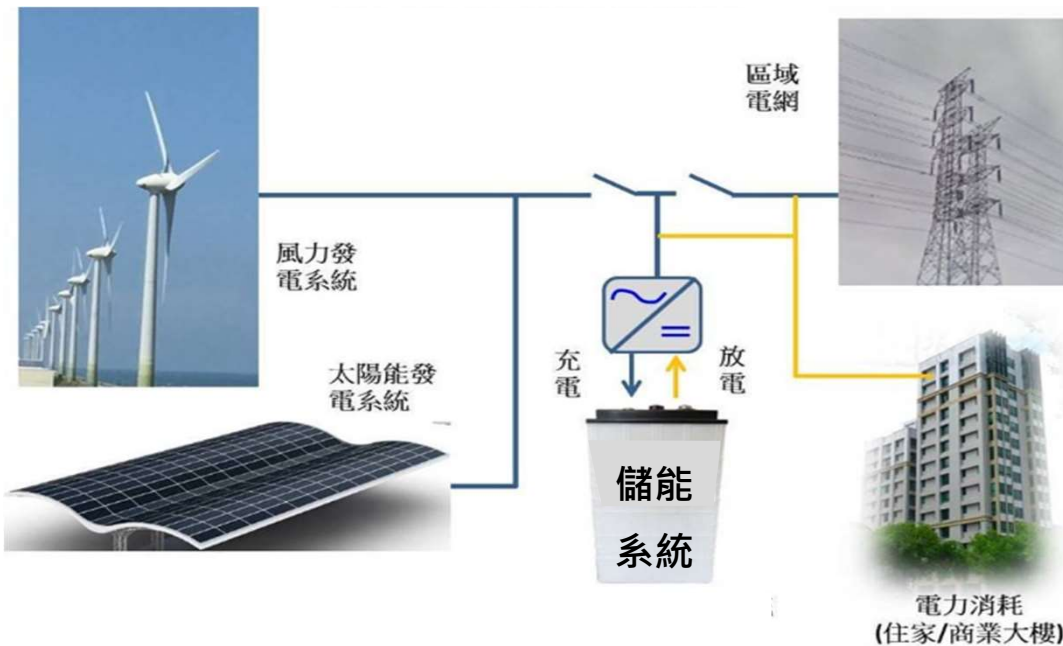 區域
電網
風力發
電系統
太陽能發
電系統
充
電
放
電
儲能
系統
電力消耗
(住家/商業大樓)